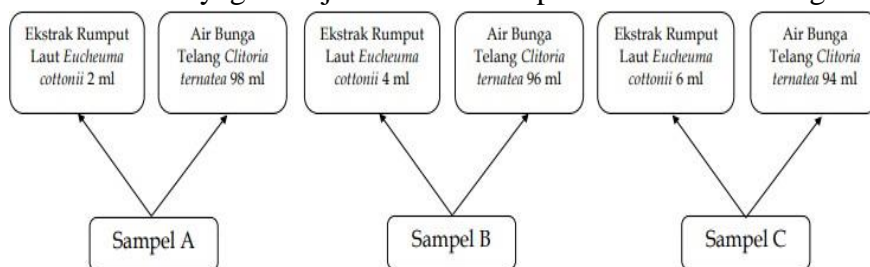 Ekstrak Rumput
Laut Eucheuma
cottonii 2 ml
Air Bunga
Telang Clitoria
ternatea 98 ml
Ekstrak Rumput
Laut Eucheuma
cottonii 4 ml
Air Bunga
Telang Clitoria
ternatea 96 ml
Ekstrak Rumput
Laut Eucheuma
cottonii 6 ml
Air Bunga
Telang Clitoria
ternatea 94 ml
Sampel A
Sampel B
Sampel C